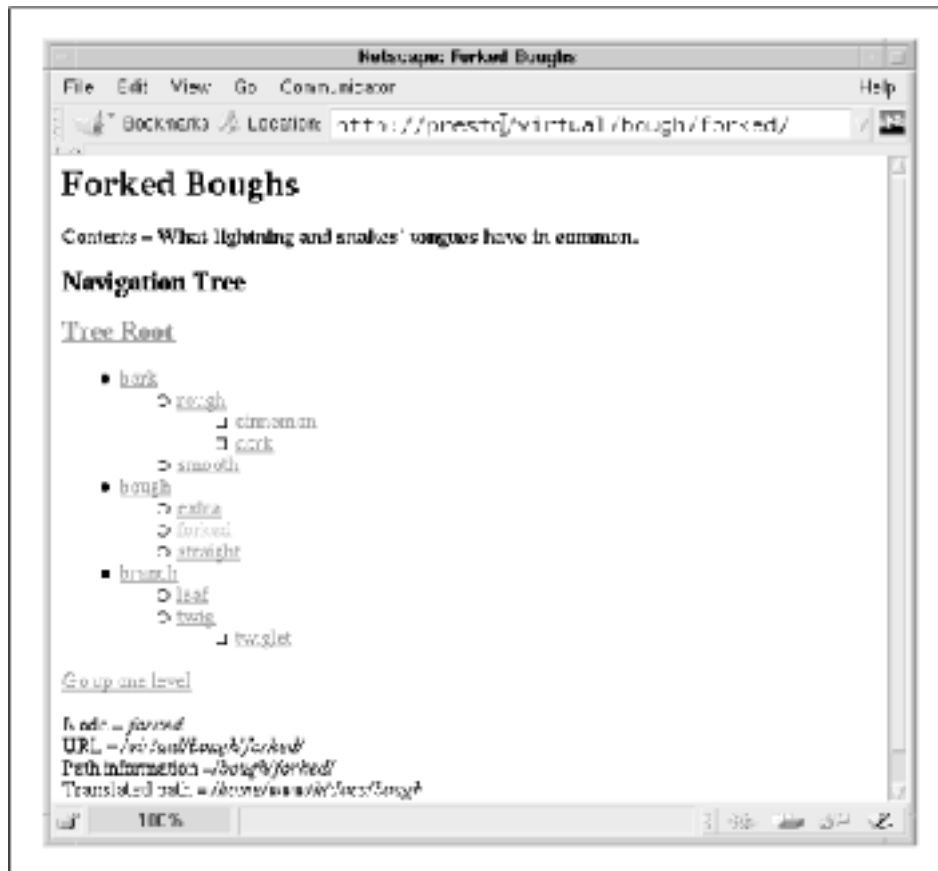 Netscape: Forked Boughs
File Edit View Go Communicator Help
Bookmarks Location: http://presto/virtual/bough/forked/
Forked Boughs
Contents – What lightning and snakes' tongues have in common.
Navigation Tree
Tree Root
bark
rough
cinnamon
cork
smooth
bough
forked
straight
branch
leaf
twig
twiglet
Go up one level
Node = forked
URL = /virtual/bough/forked/
Path information = /bough/forked/
Translated path =
100%